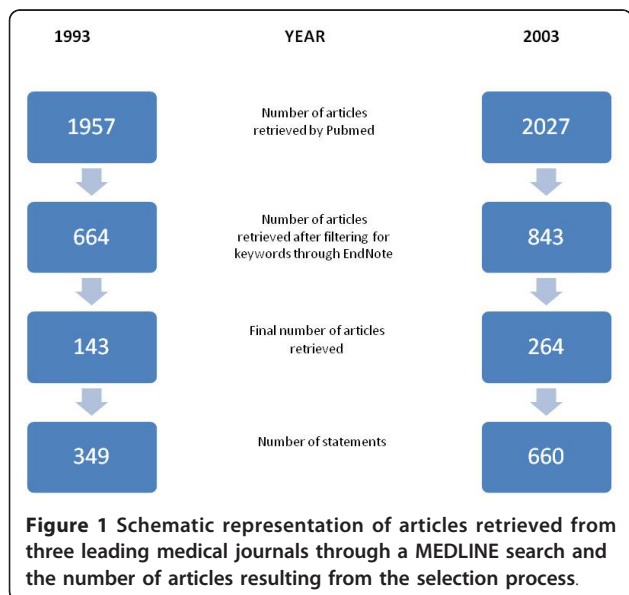 1993 YEAR 2003
1957
Number of articles
retrieved by Pubmed
2027
664
Number of articles
retrieved after filtering for
keywords through EndNote
843
143
Final number of articles
retrieved
264
349
Number of statements
660
Figure 1 Schematic representation of articles retrieved from
three leading medical journals through a MEDLINE search and
the number of articles resulting from the selection process.